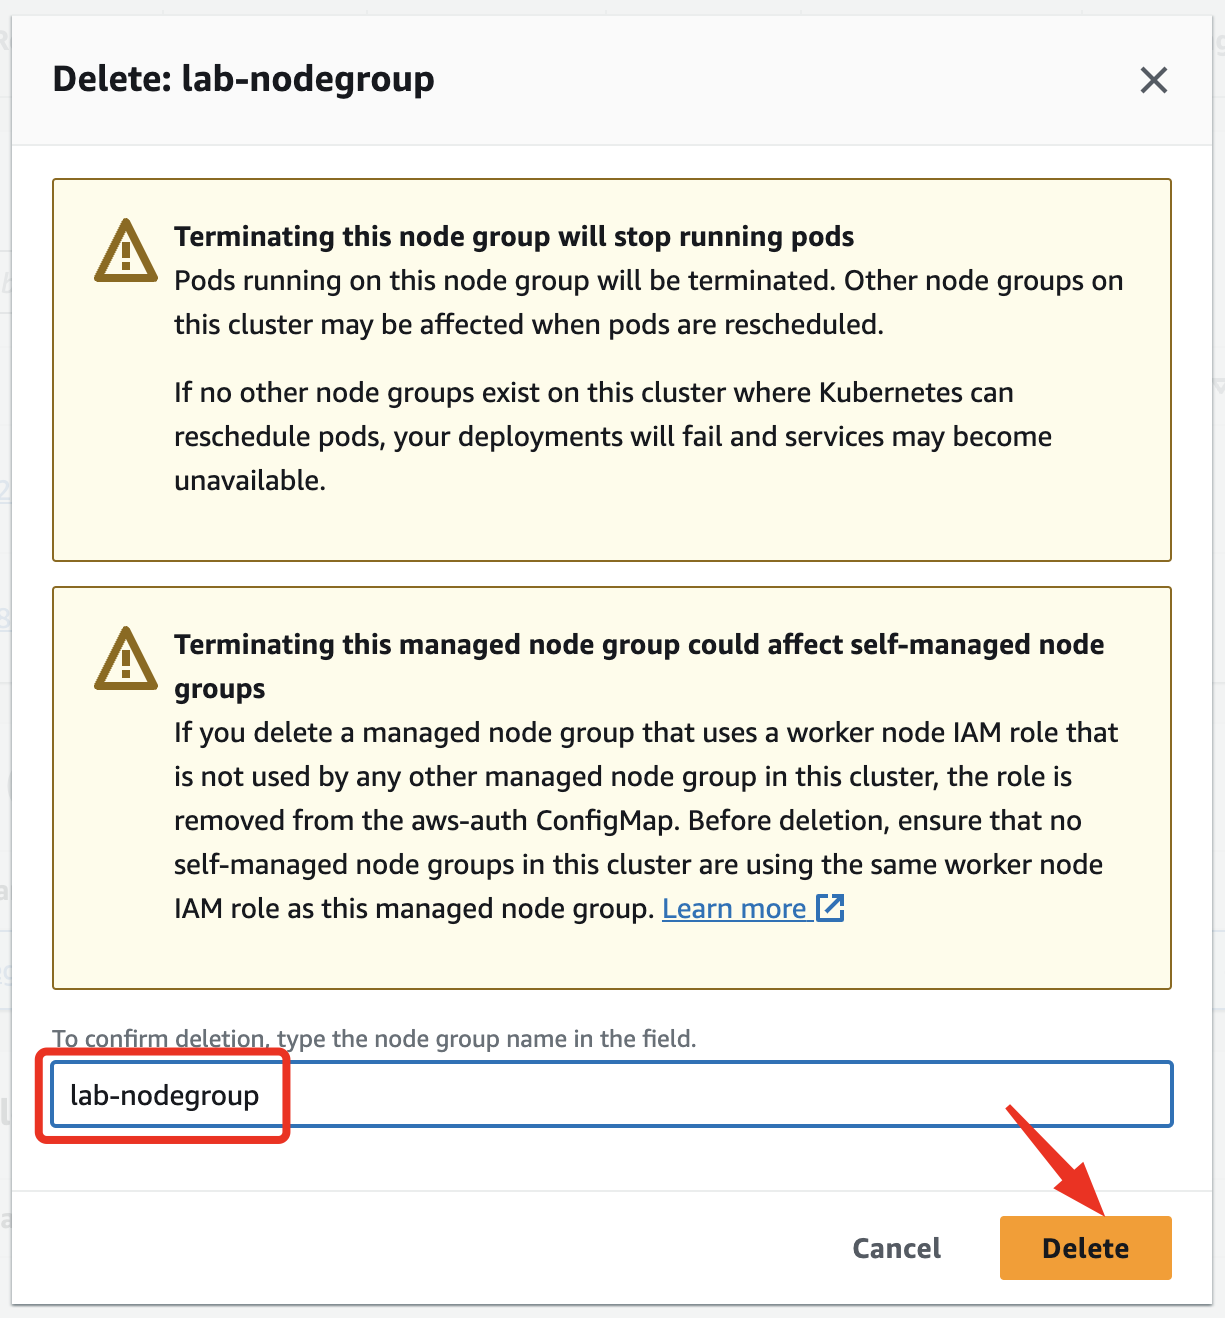 Delete: lab-nodegroup
Terminating this node group will stop running pods
Pods running on this node group will be terminated. Other node groups on
this cluster may be affected when pods are rescheduled.
If no other node groups exist on this cluster where Kubernetes can
reschedule pods, your deployments will fail and services may become
unavailable.
Terminating this managed node group could affect self-managed node
groups
If you delete a managed node group that uses a worker node IAM role that
is not used by any other managed node group in this cluster, the role is
removed from the aws-auth ConfigMap. Before deletion, ensure that no
self-managed node groups in this cluster are using the same worker node
IAM role as this managed node group. Learn more
To confirm deletion, type the node group name in the field.
lab-nodegroup
Cancel
Delete